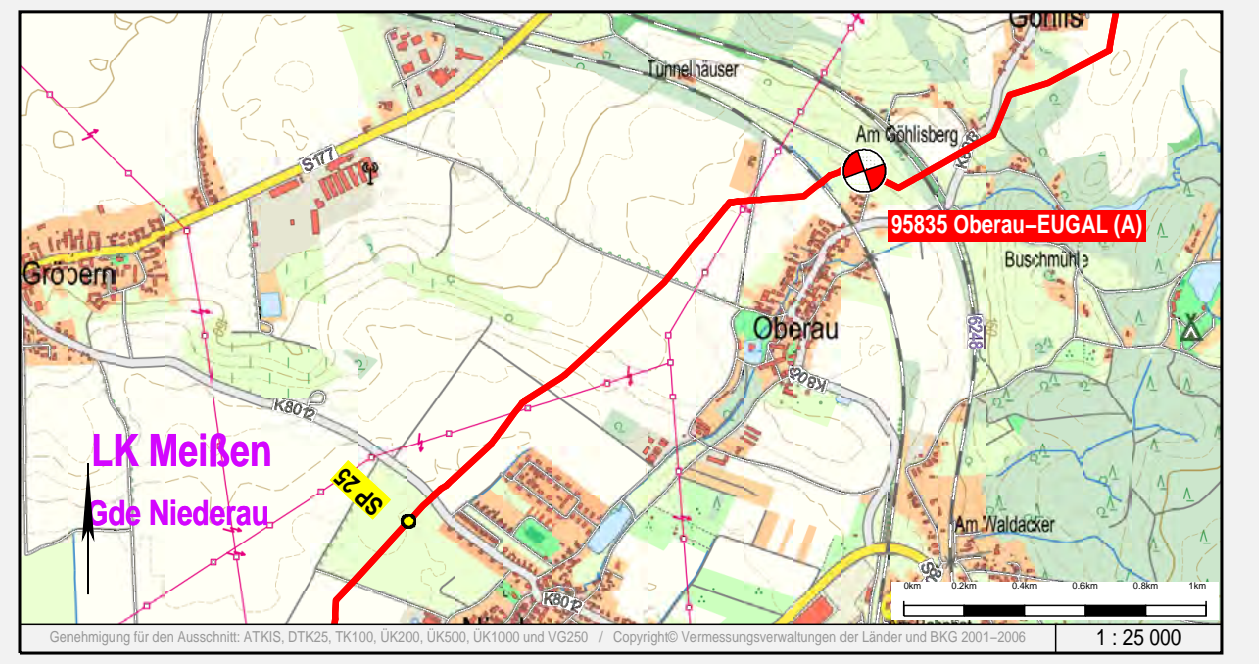 Göhlis
Tunnelhäuser
Am Göhlisberg
S177
95835 Oberau–EUGAL (A)
Buschmühle
Gröbern
Oberau
6248
K8012
LK Meißen
SP 25
Gde Niederau
Am Waldacker
K8012
0km 0.2km 0.4km 0.6km 0.8km 1km
Genehmigung für den Ausschnitt: ATKIS, DTK25, TK100, ÜK200, ÜK500, ÜK1000 und VG250 / Copyright© Vermessungsverwaltungen der Länder und BKG 2001–2006
1 : 25 000